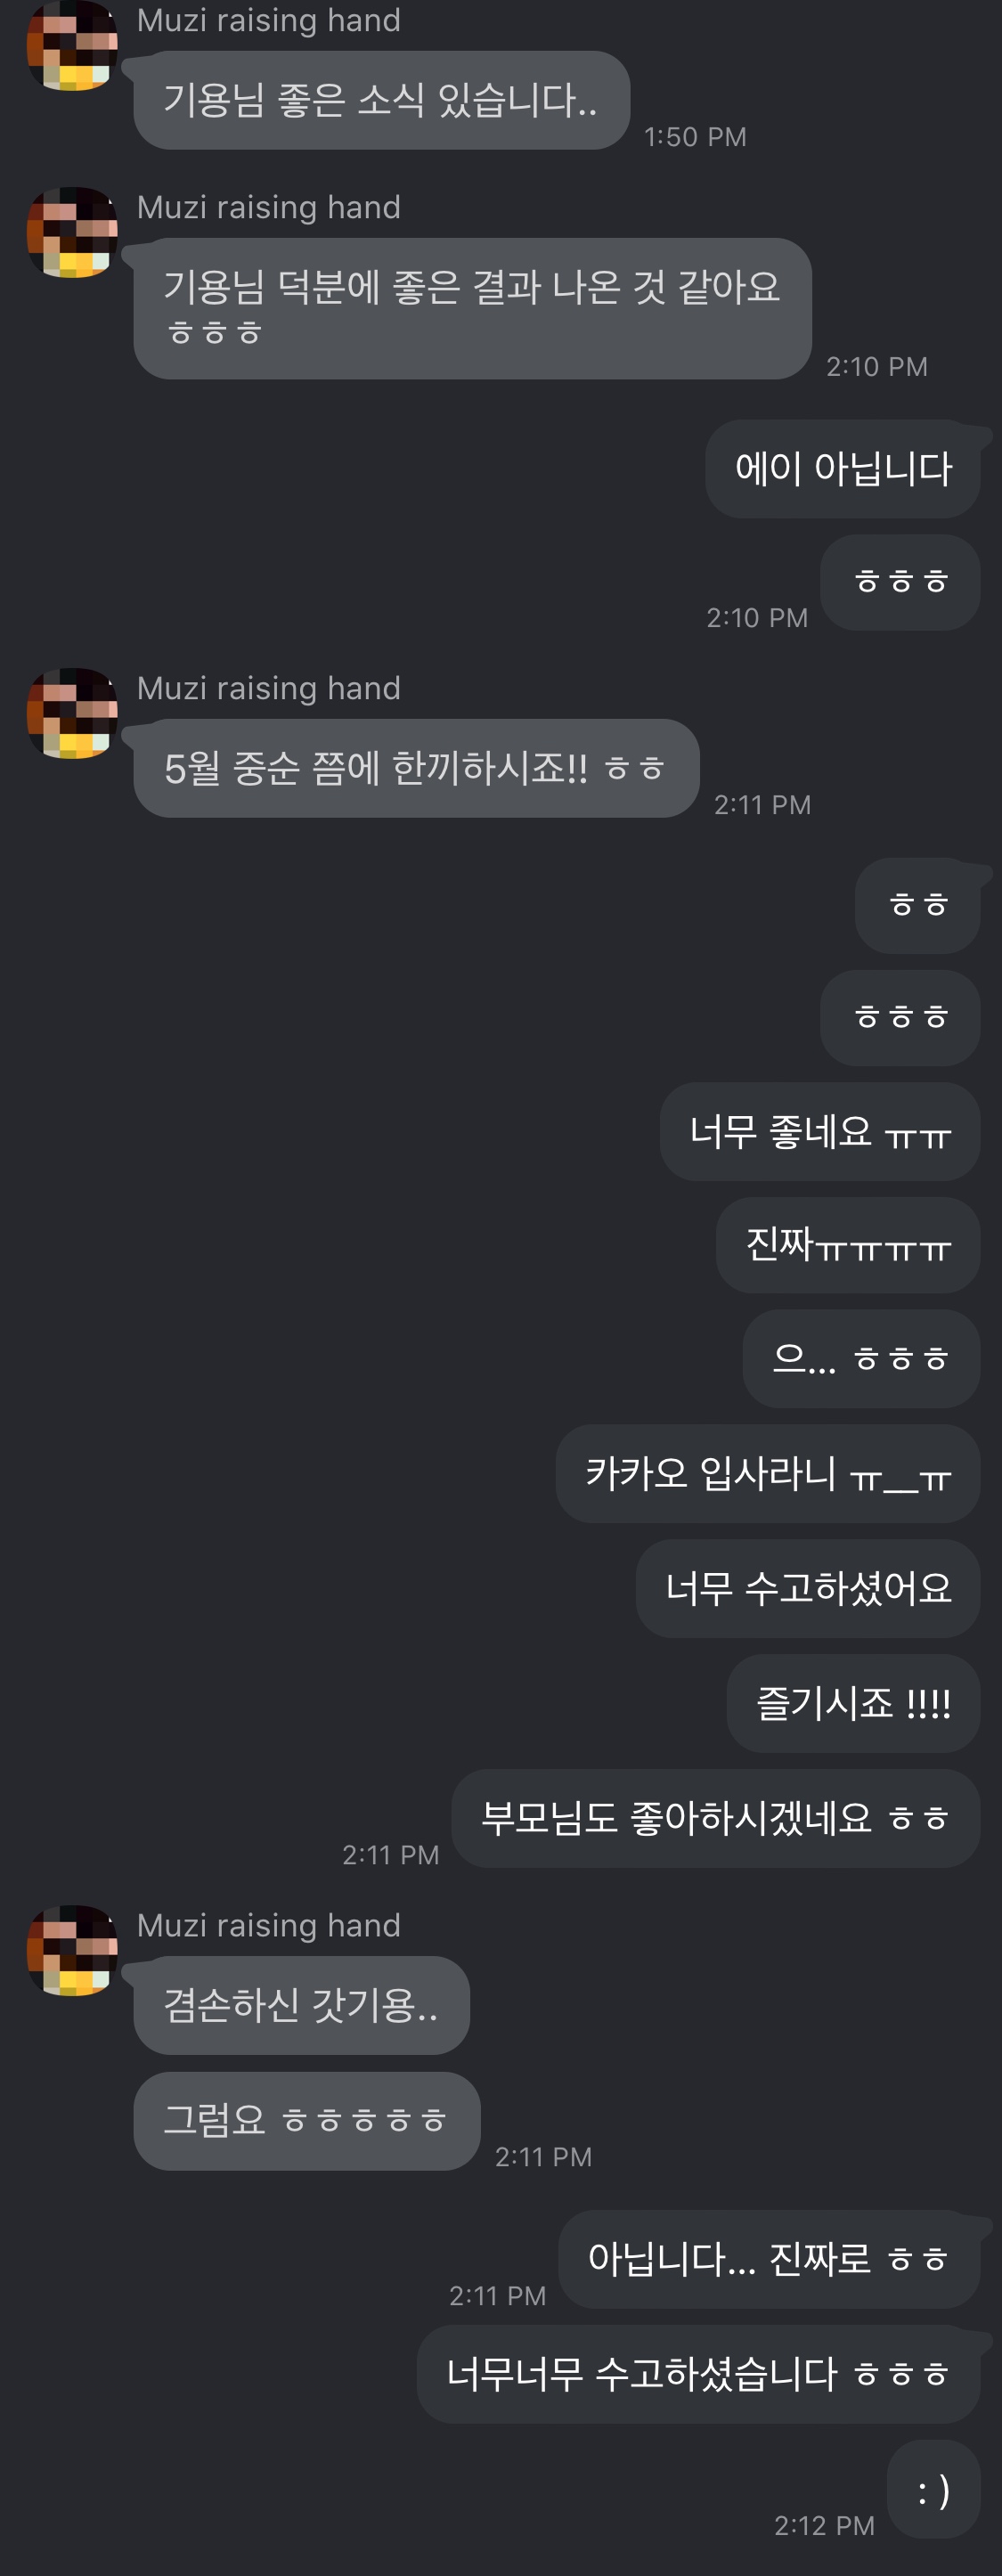 Muzi raising hand
기용님 좋은 소식 있습니다..
1:50 PM
Muzi raising hand
기용님 덕분에 좋은 결과 나온 것 같아요
ㅎㅎㅎ
2:10 PM
에이 아닙니다
ㅎㅎㅎ
2:10 PM
Muzi raising hand
5월 중순 쯤에 한끼하시죠!! ㅎㅎ
2:11 PM
ㅎㅎ
ㅎㅎㅎ
너무 좋네요 ㅠㅠ
진짜ㅠㅠㅠㅠ
으... ㅎㅎㅎ
카카오 입사라니 ㅠ__ㅠ
너무 수고하셨어요
즐기시죠 !!!!
부모님도 좋아하시겠네요 ㅎㅎ
2:11 PM
Muzi raising hand
겸손하신 갓기용..
그럼요 ㅎㅎㅎㅎㅎ
2:11 PM
아닙니다... 진짜로 ㅎㅎ
2:11 PM
너무너무 수고하셨습니다 ㅎㅎㅎ
: )
2:12 PM